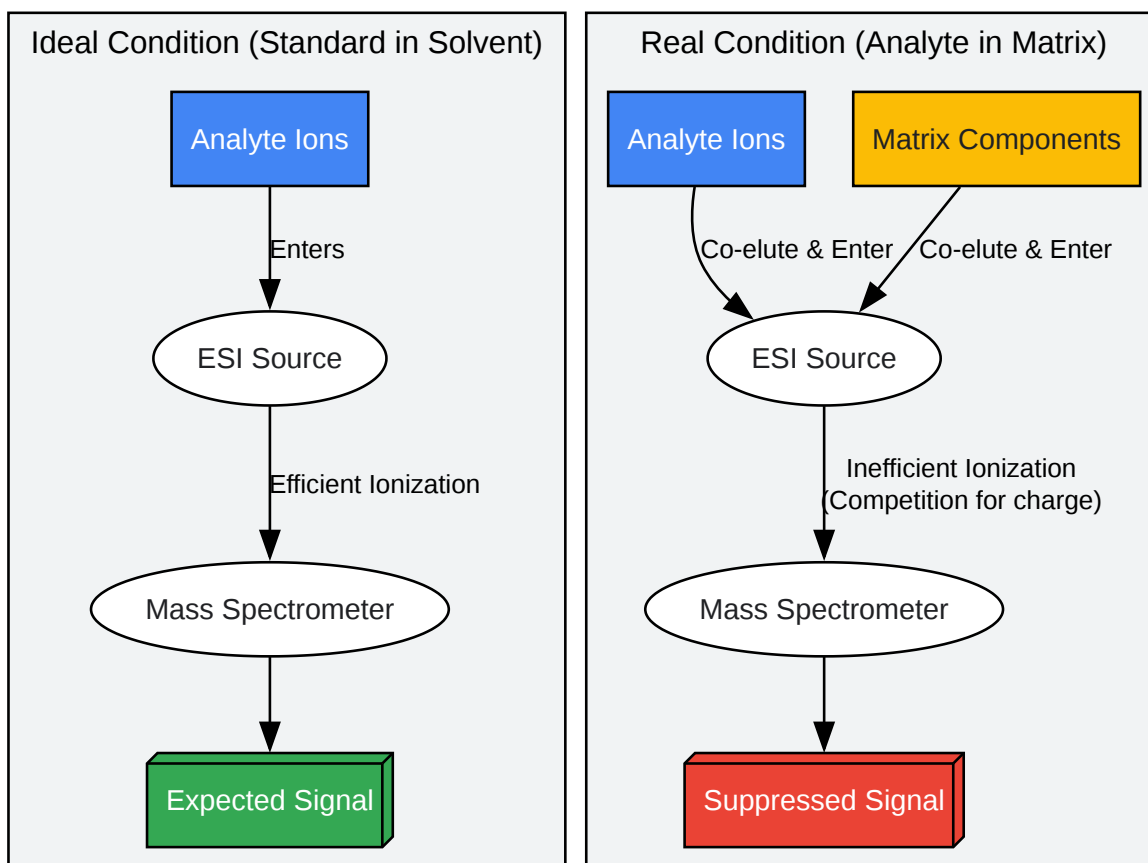 Ideal Condition (Standard in Solvent)
Analyte Ions
Enters
ESI Source
Efficient Ionization
Mass Spectrometer
Expected Signal
Real Condition (Analyte in Matrix)
Analyte Ions
Matrix Components
Co-elute & Enter
Co-elute & Enter
ESI Source
Inefficient Ionization
(Competition for charge)
Mass Spectrometer
Suppressed Signal